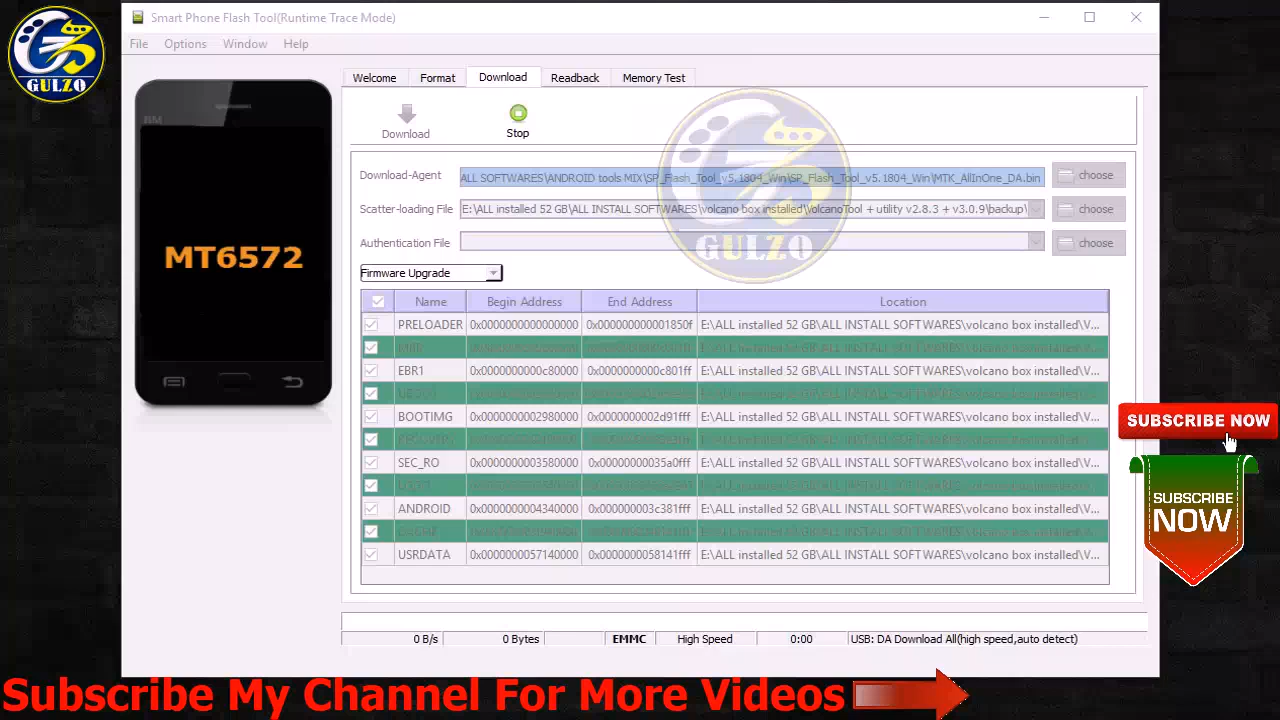 Smart Phone Flash Tool(Runtime Trace Mode)
File Options Window Help
GULZO
Welcome Format Download Readback Memory Test
Download Stop
BM
MT6572
Download-Agent ALL SOFTWARES\ANDROID tools MIX\SP_Flash_Tool_v5.1804_Win\SP_Flash_Tool_v5.1804_Win\MTK_AllInOne_DA.bin choose
Scatter-loading File E:\ALL installed 52 GB\ALL INSTALL SOFTWARES\volcano box installed\volcanoTool + utility v2.8.3 + v3.0.9\backup\ choose
Authentication File choose
GULZO
Firmware Upgrade
Name Begin Address End Address Location
PRELOADER 0x0000000000000000 0x000000000001850f E:\ALL installed 52 GB\ALL INSTALL SOFTWARES\volcano box installed\V...
EBR1 0x0000000000c80000 0x0000000000c801ff E:\ALL installed 52 GB\ALL INSTALL SOFTWARES\volcano box installed\V...
BOOTIMG 0x0000000002980000 0x0000000002d91fff E:\ALL installed 52 GB\ALL INSTALL SOFTWARES\volcano box installed\V...
SEC_RO 0x0000000003580000 0x00000000035a0fff E:\ALL installed 52 GB\ALL INSTALL SOFTWARES\volcano box installed\V...
ANDROID 0x0000000004340000 0x000000003c381fff E:\ALL installed 52 GB\ALL INSTALL SOFTWARES\volcano box installed\V...
USRDATA 0x0000000057140000 0x0000000058141fff E:\ALL installed 52 GB\ALL INSTALL SOFTWARES\volcano box installed\V...
SUBSCRIBE NOW
SUBSCRIBE
NOW
0 B/s 0 Bytes EMMC High Speed 0:00 USB: DA Download All(high speed,auto detect)
Subscribe My Channel For More Videos